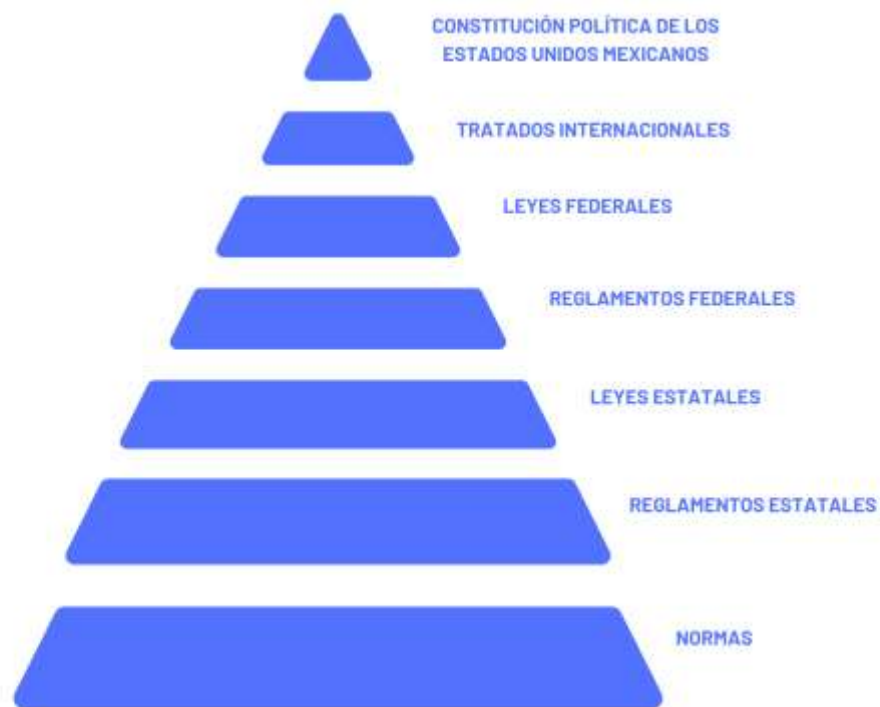 CONSTITUCIÓN POLÍTICA DE LOS
ESTADOS UNIDOS MEXICANOS
TRATADOS INTERNACIONALES
LEYES FEDERALES
REGLAMENTOS FEDERALES
LEYES ESTATALES
REGLAMENTOS ESTATALES
NORMAS